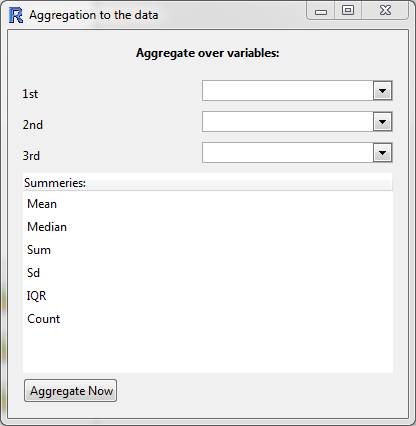 Aggregation to the data
Aggregate over variables:
1st
2nd
3rd
Summeries:
Mean
Median
Sum
Sd
IQR
Count
Aggregate Now